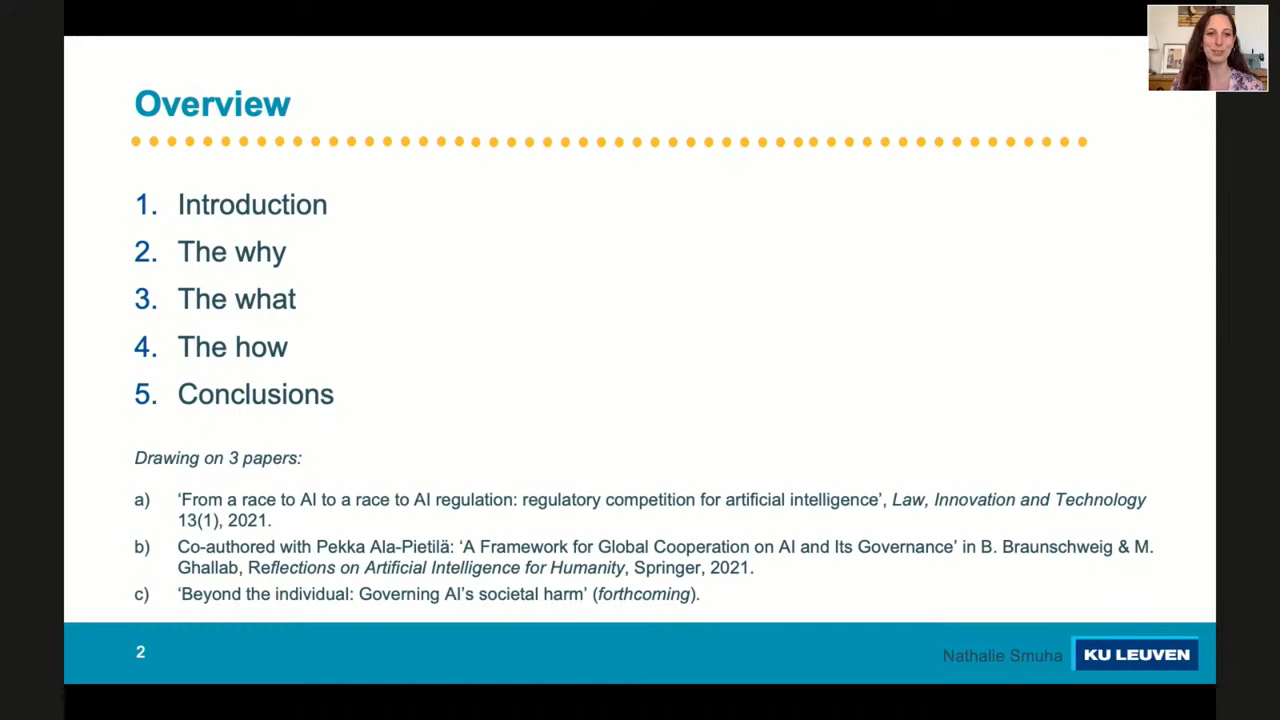 Overview
1. Introduction
2. The why
3. The what
4. The how
5. Conclusions
Drawing on 3 papers:
a) ‘From a race to AI to a race to AI regulation: regulatory competition for artificial intelligence’, Law, Innovation and Technology
13(1), 2021.
b) Co-authored with Pekka Ala-Pietilä: ‘A Framework for Global Cooperation on AI and Its Governance’ in B. Braunschweig & M.
Ghallab, Reflections on Artificial Intelligence for Humanity, Springer, 2021.
c) ‘Beyond the individual: Governing AI’s societal harm’ (forthcoming).
2
Nathalie Smuha
KU LEUVEN